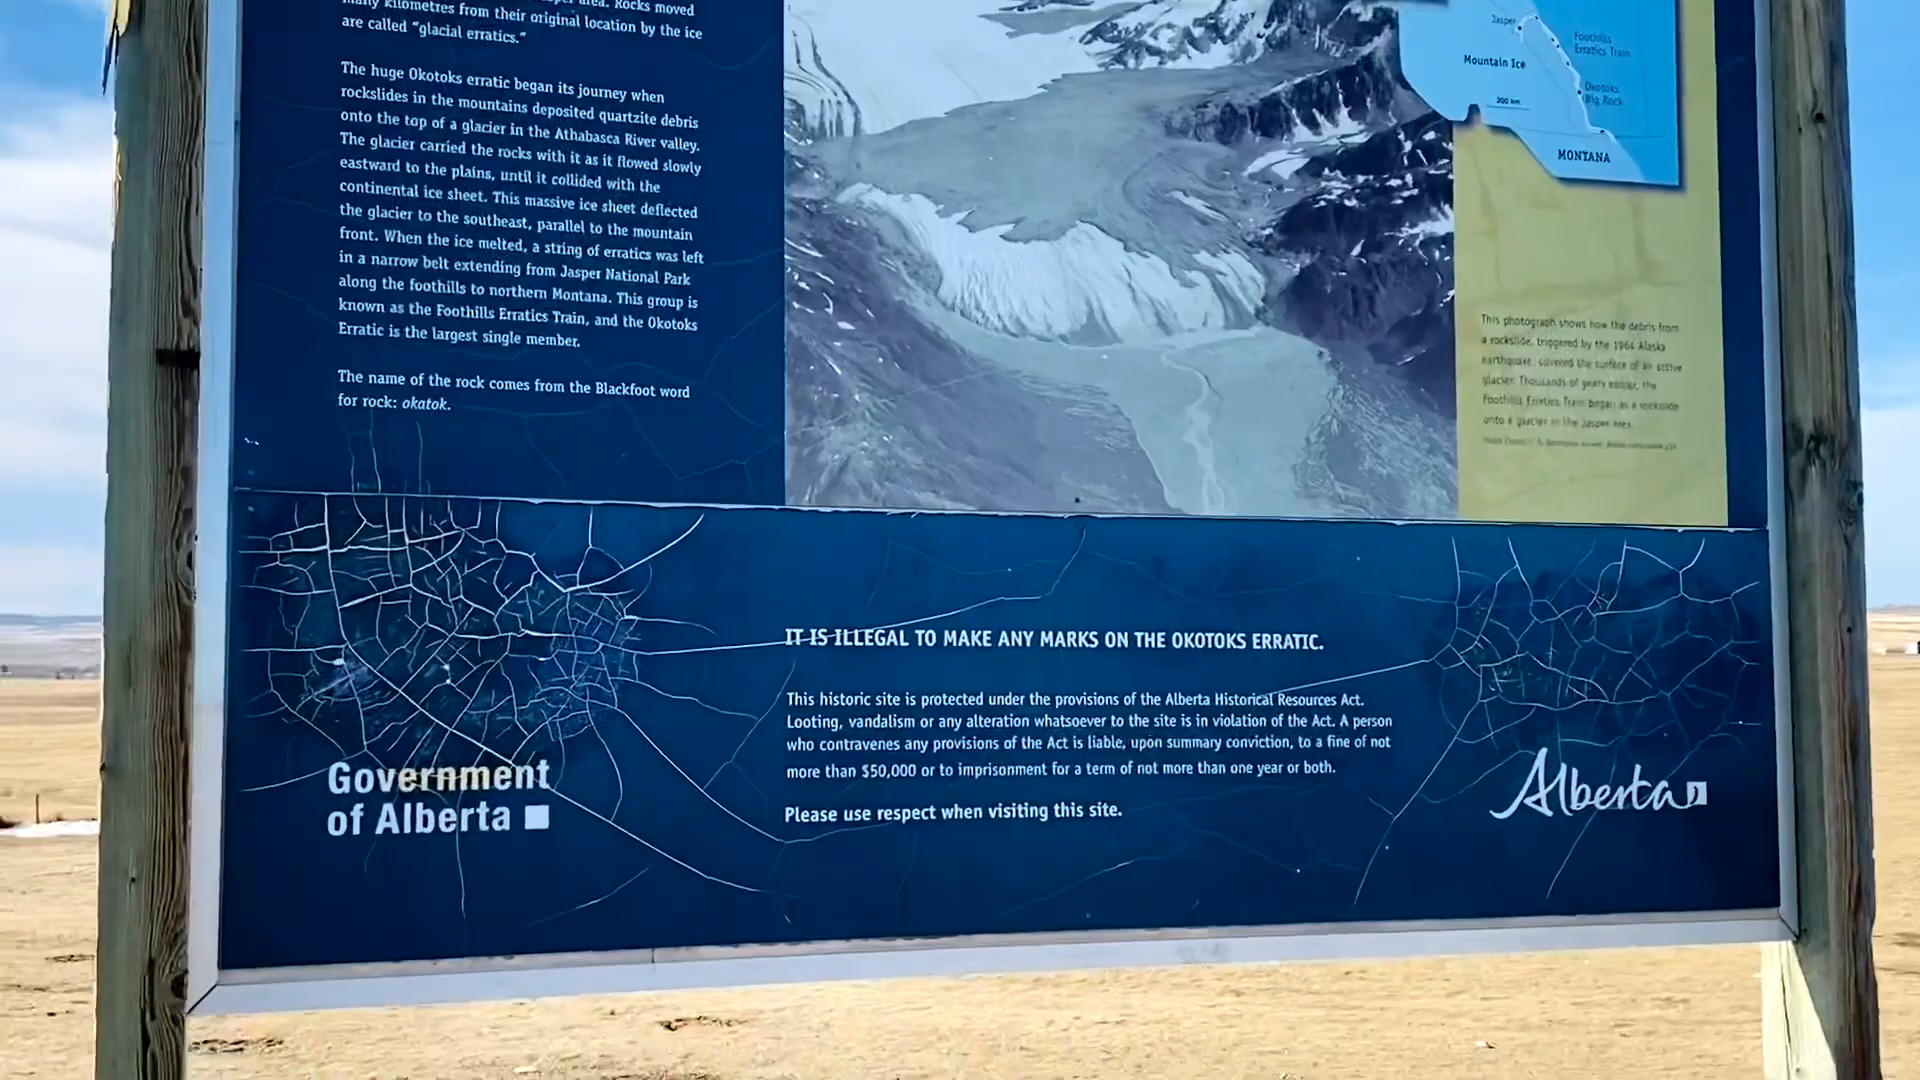 area. Rocks moved
many kilometres from their original location by the ice
are called "glacial erratics."
The huge Okotoks erratic began its journey when
rockslides in the mountains deposited quartzite debris
onto the top of a glacier in the Athabasca River valley.
The glacier carried the rocks with it as it flowed slowly
eastward to the plains, until it collided with the
continental ice sheet. This massive ice sheet deflected
the glacier to the southeast, parallel to the mountain
front. When the ice melted, a string of erratics was left
in a narrow belt extending from Jasper National Park
along the foothills to northern Montana. This group is
known as the Foothills Erratics Train, and the Okotoks
Erratic is the largest single member.
The name of the rock comes from the Blackfoot word
for rock: okatok.
Jasper
Foothills
Erratics Train
Mountain Ice
Okotoks
Big Rock
200 km
MONTANA
This photograph shows how the debris from
a rockslide, triggered by the 1964 Alaska
earthquake, covered the surface of an active
glacier. Thousands of years earlier, the
Foothills Erratics Train began as a rockslide
onto a glacier in the Jasper area.
IT IS ILLEGAL TO MAKE ANY MARKS ON THE OKOTOKS ERRATIC.
This historic site is protected under the provisions of the Alberta Historical Resources Act.
Looting, vandalism or any alteration whatsoever to the site is in violation of the Act. A person
who contravenes any provisions of the Act is liable, upon summary conviction, to a fine of not
more than $50,000 or to imprisonment for a term of not more than one year or both.
Please use respect when visiting this site.
Government
of Alberta
Alberta